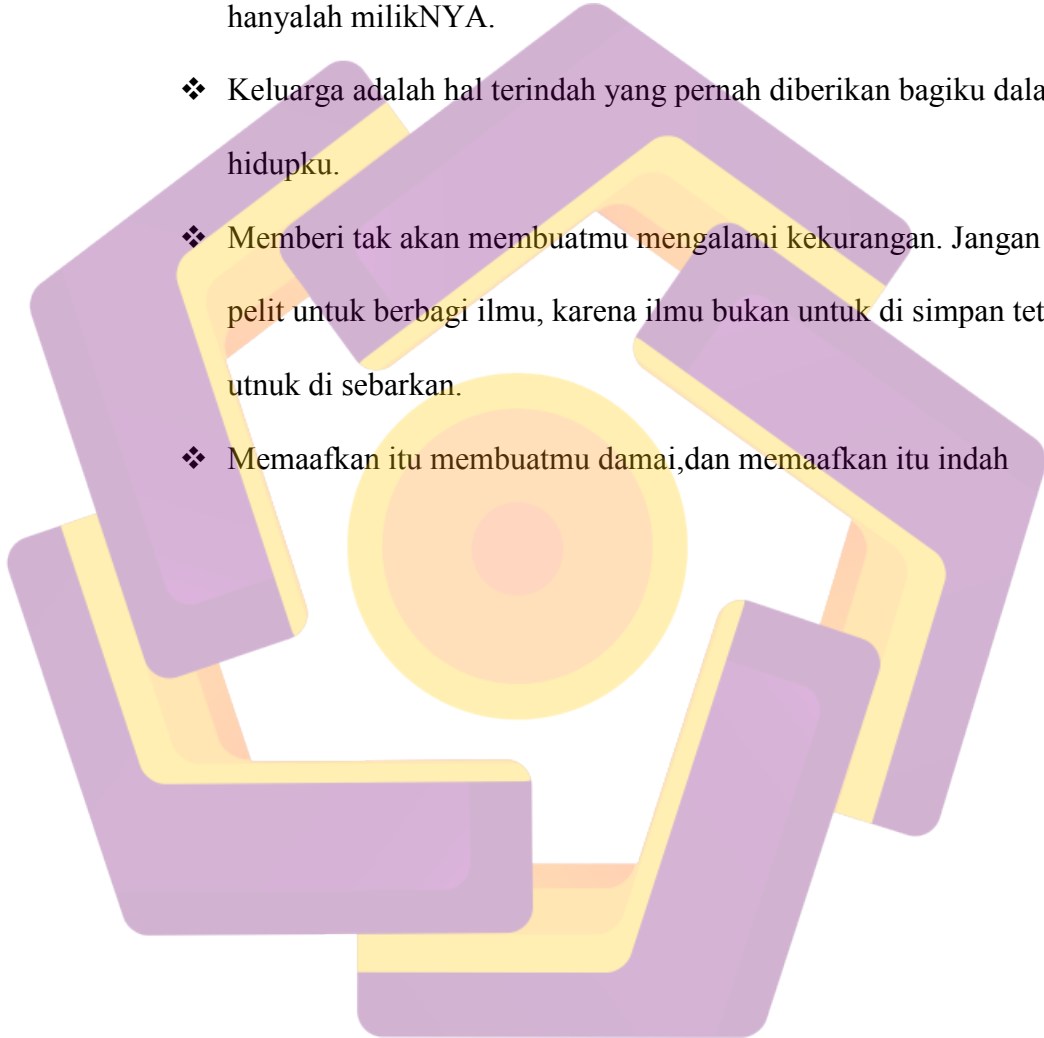 hanyalah milikNYA.
❖ Keluarga adalah hal terindah yang pernah diberikan bagiku dala
hidupku.
❖ Memberi tak akan membuatmu mengalami kekurangan. Jangan
pelit untuk berbagi ilmu, karena ilmu bukan untuk di simpan tet
utnuk di sebarkan.
❖ Memaafkan itu membuatmu damai,dan memaafkan itu indah